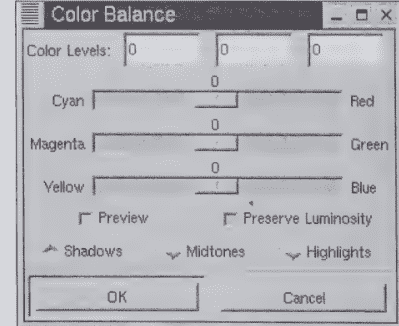 Color Balance
Color Levels: 0 0 0
0
Cyan Red
0
Magenta Green
0
Yellow Blue
Preview Preserve Luminosity
Shadows Midtones Highlights
OK Cancel